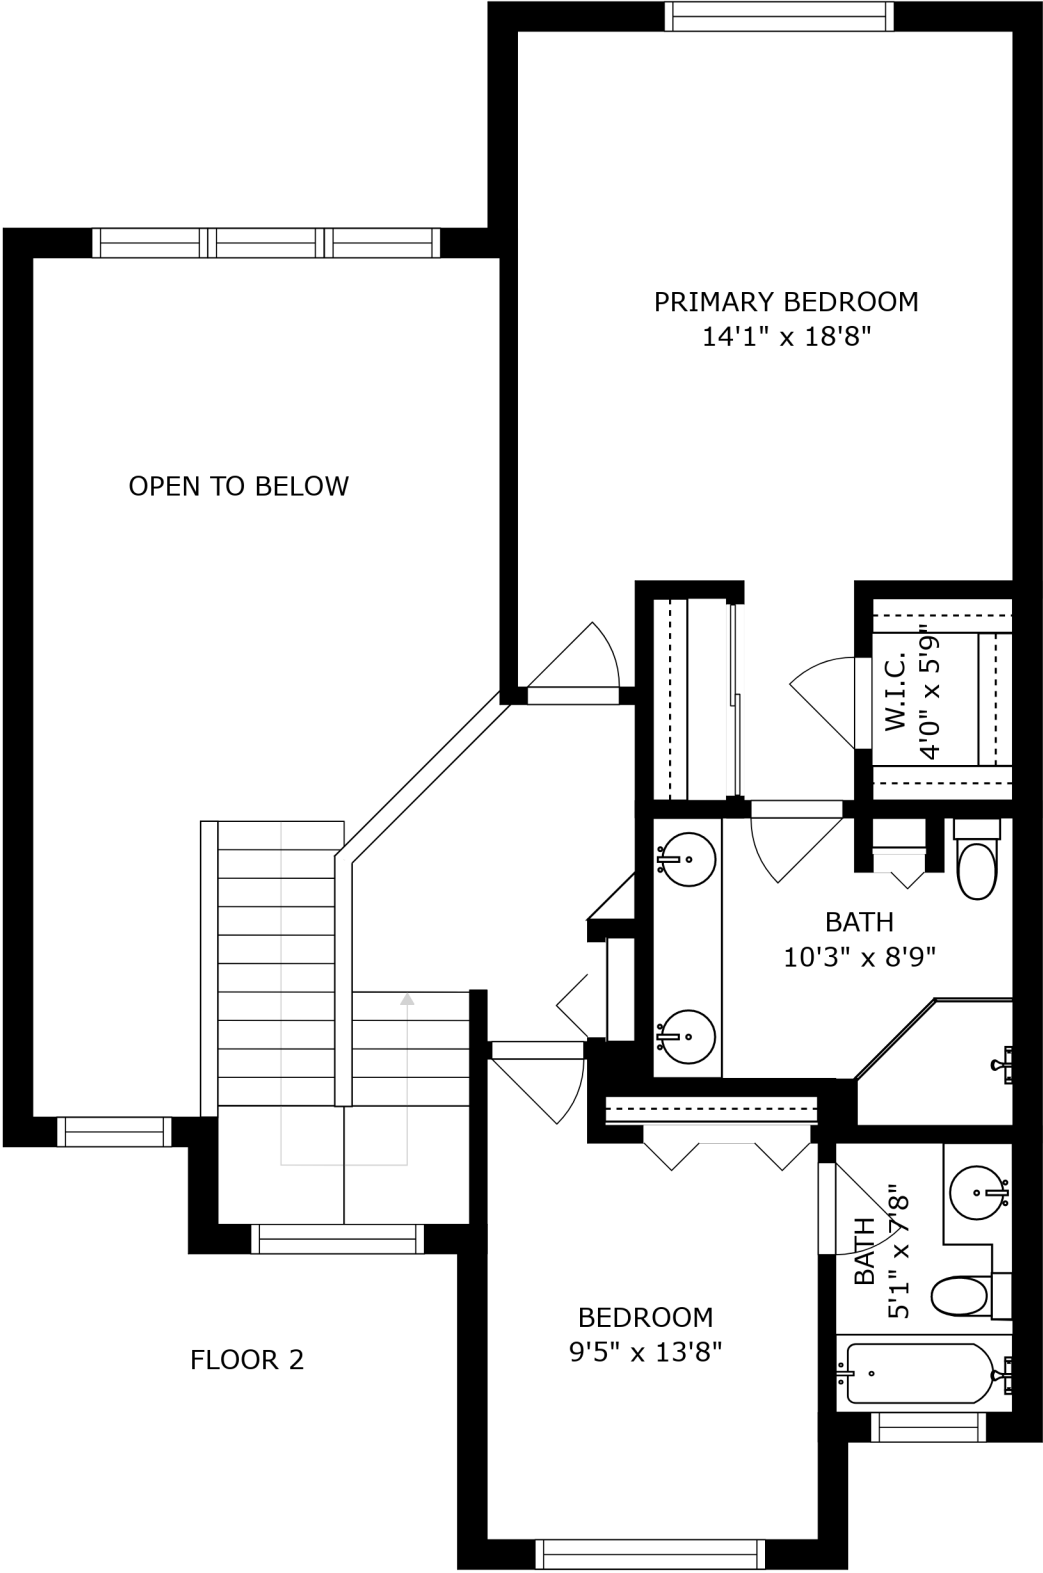 PRIMARY BEDROOM
14'1" x 18'8"
OPEN TO BELOW
W.I.C.
4'0" x 5'9"
BATH
10'3" x 8'9"
BATH
5'1" x 7'8"
BEDROOM
9'5" x 13'8"
FLOOR 2